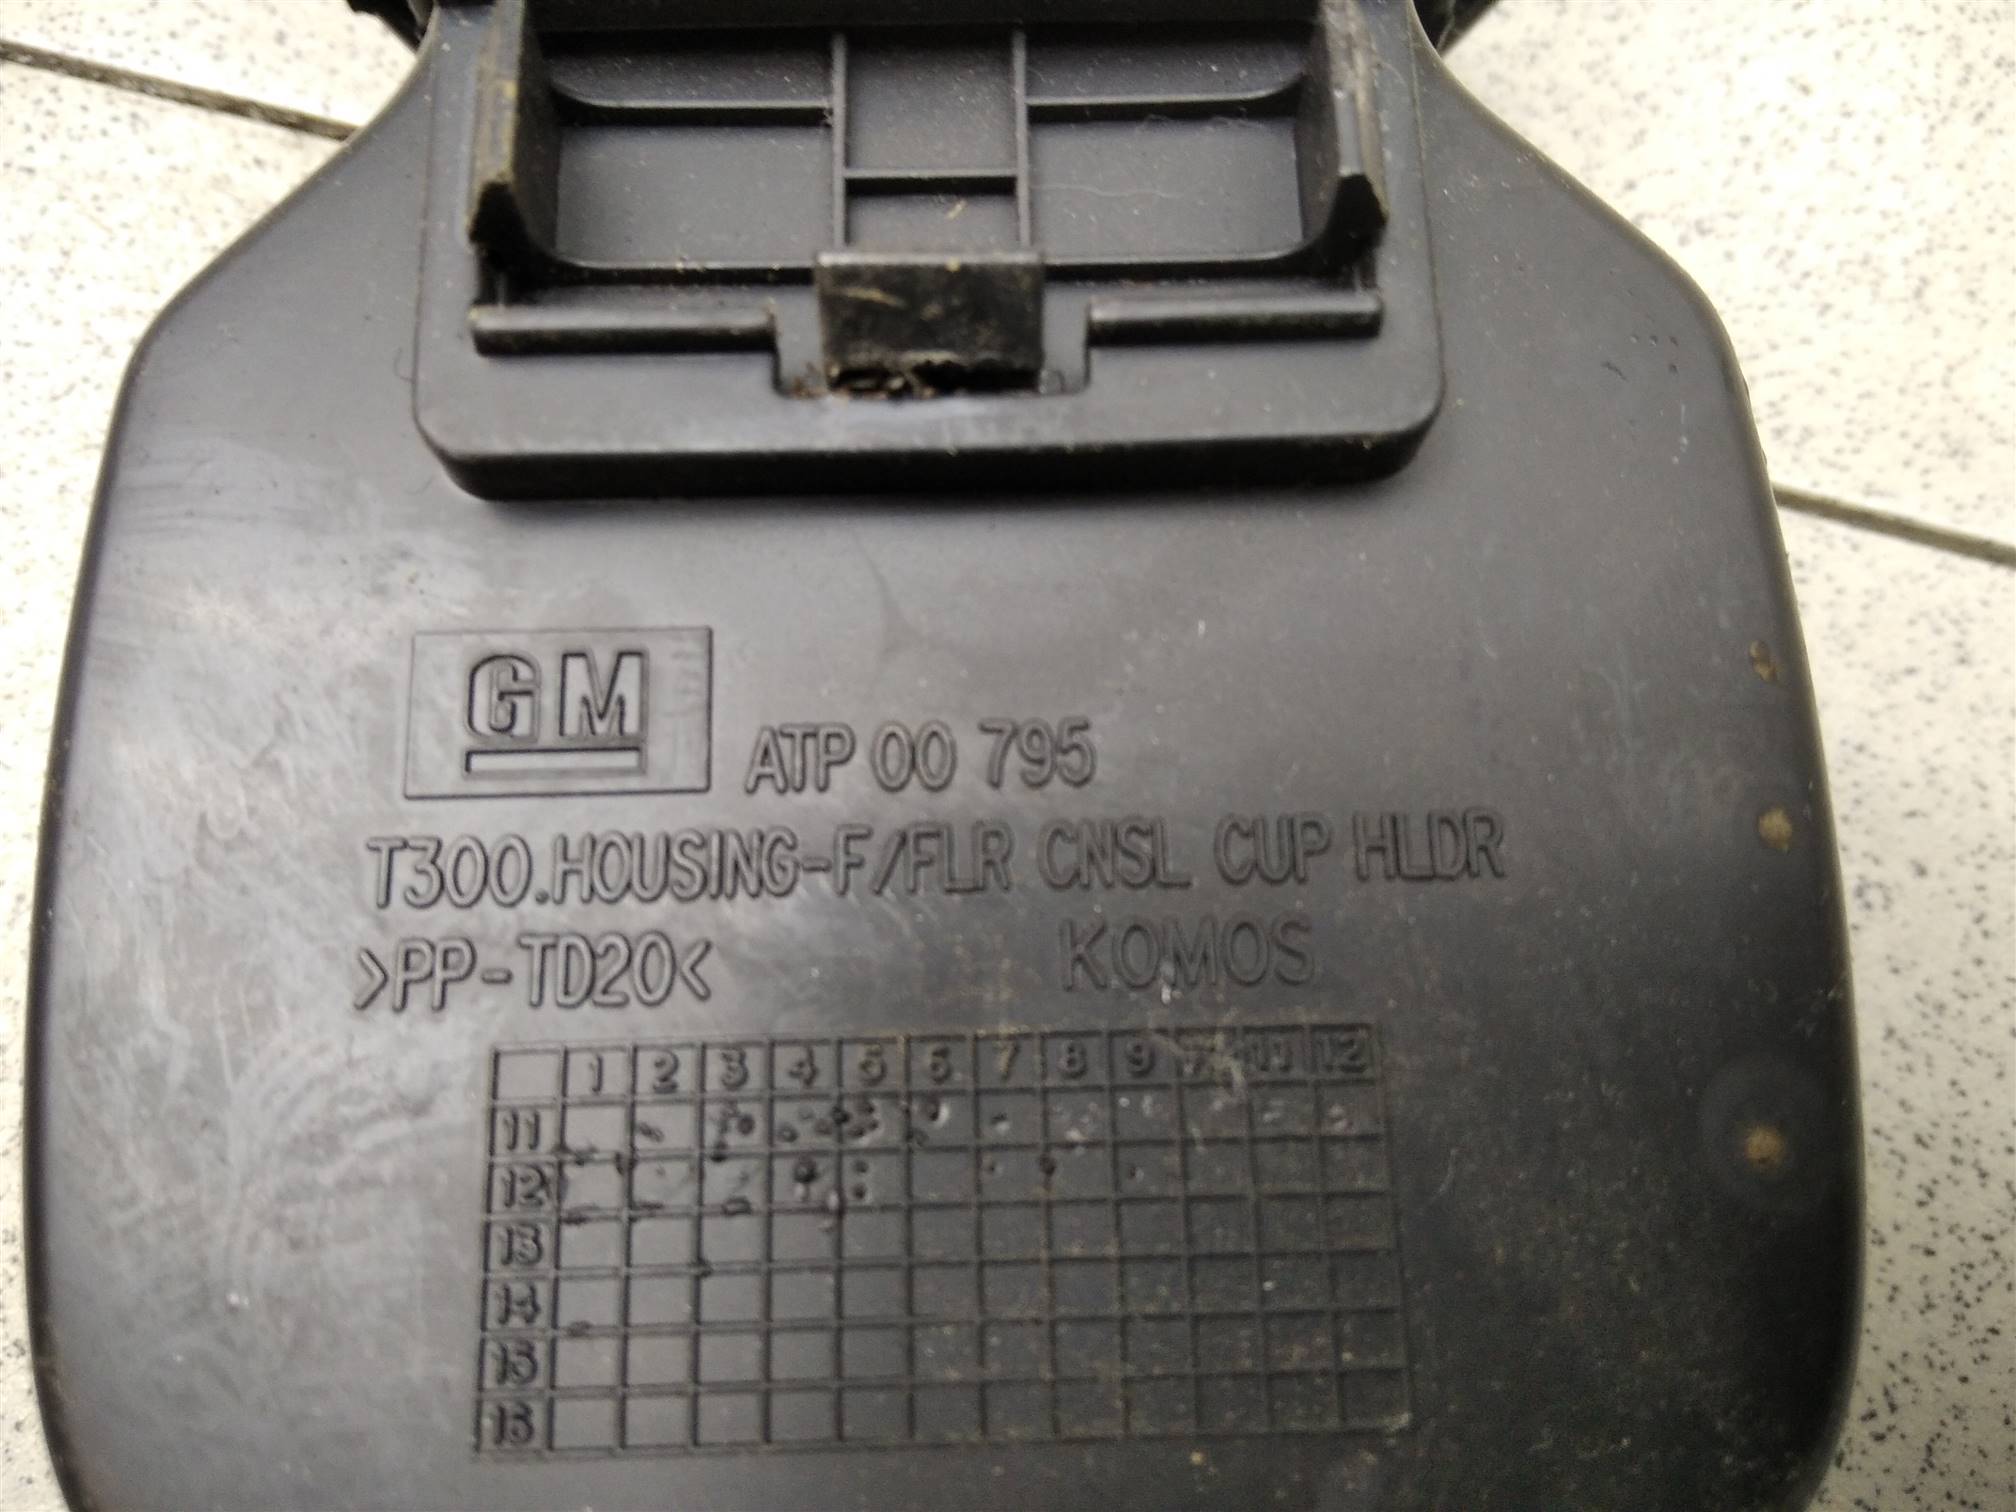 GM
ATP 00 795
T300.HOUSING-F/FLR CNSL CUP HLDR
>PP-TD20< KOMOS
1 2 3 4 5 6 7 8 9 11 12
11
12
13
14
15
16